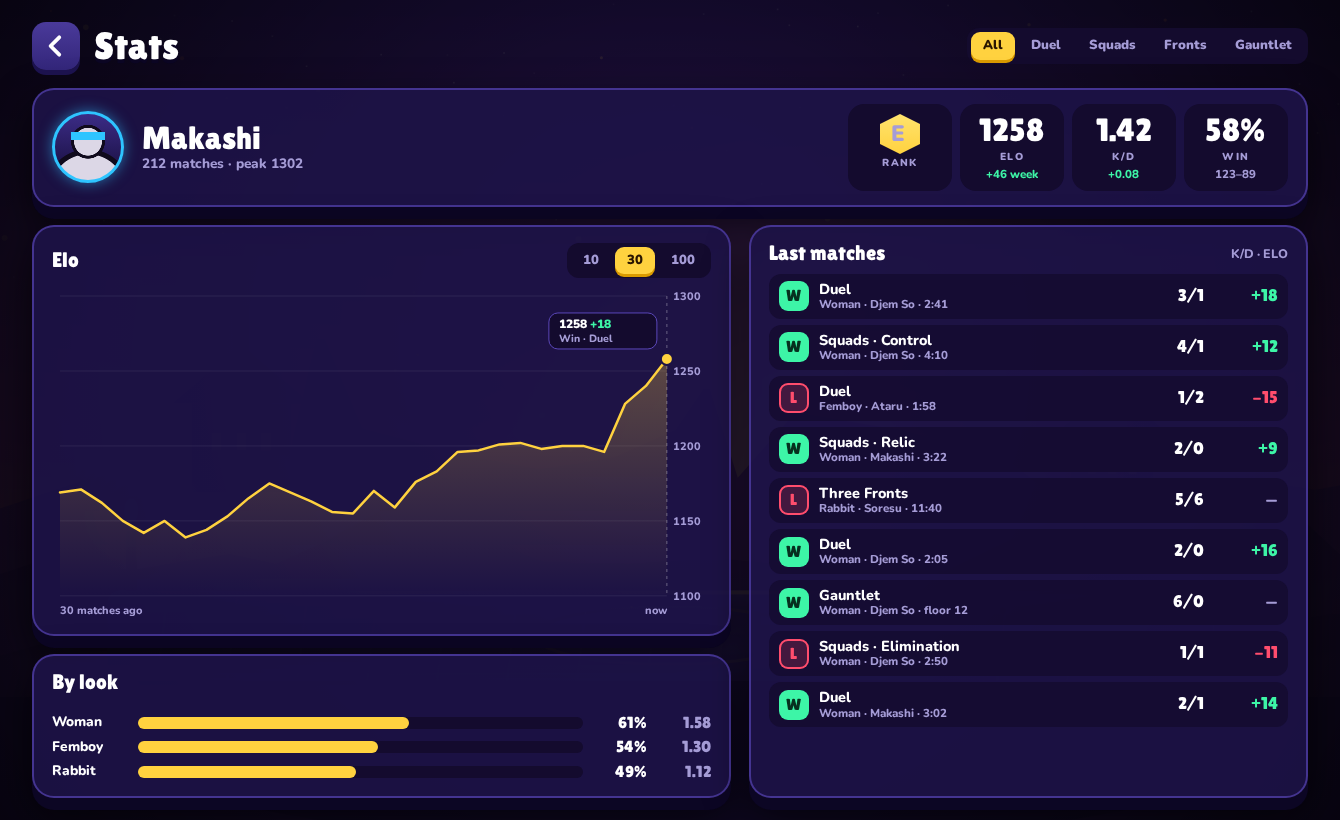 Stats
All Duel Squads Fronts Gauntlet
Makashi
212 matches · peak 1302
E
RANK
1258
ELO
+46 week
1.42
K/D
+0.08
58%
WIN
123–89
Elo
10 30 100
1300
1258 +18
Win · Duel
1250
1200
1150
1100
30 matches ago
now
By look
Woman 61% 1.58
Femboy 54% 1.30
Rabbit 49% 1.12
Last matches
K/D · ELO
W Duel 3/1 +18
Woman · Djem So · 2:41
W Squads · Control 4/1 +12
Woman · Djem So · 4:10
L Duel 1/2 –15
Femboy · Ataru · 1:58
W Squads · Relic 2/0 +9
Woman · Makashi · 3:22
L Three Fronts 5/6 –
Rabbit · Soresu · 11:40
W Duel 2/0 +16
Woman · Djem So · 2:05
W Gauntlet 6/0 –
Woman · Djem So · floor 12
L Squads · Elimination 1/1 –11
Woman · Djem So · 2:50
W Duel 2/1 +14
Woman · Makashi · 3:02